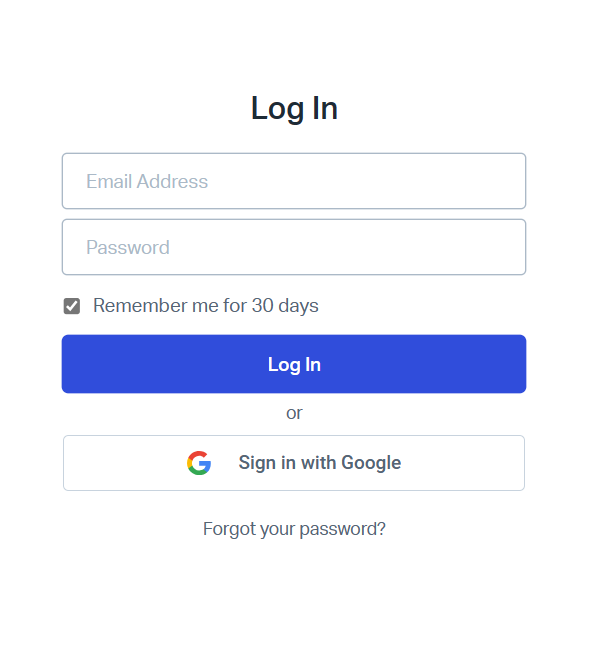 Log In
Email Address
Password
Remember me for 30 days
Log In
or
Sign in with Google
Forgot your password?